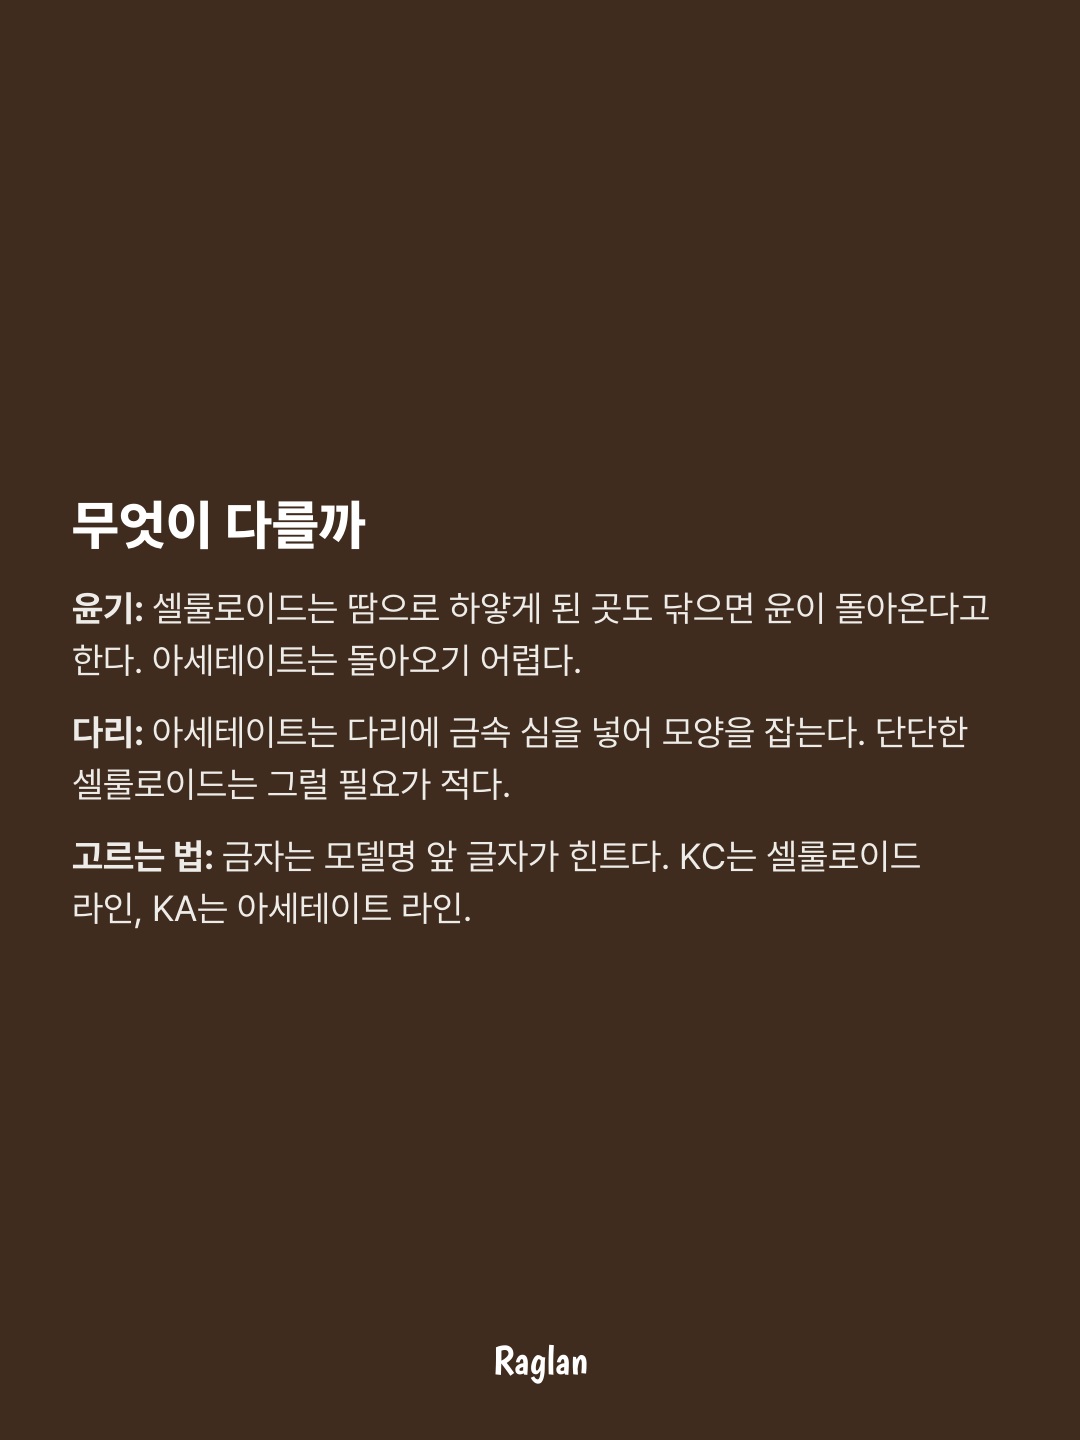 무엇이 다를까
윤기: 셀룰로이드는 땀으로 하얗게 된 곳도 닦으면 윤이 돌아온다고
한다. 아세테이트는 돌아오기 어렵다.
다리: 아세테이트는 다리에 금속 심을 넣어 모양을 잡는다. 단단한
셀룰로이드는 그럴 필요가 적다.
고르는 법: 금자는 모델명 앞 글자가 힌트다. KC는 셀룰로이드
라인, KA는 아세테이트 라인.
Raglan